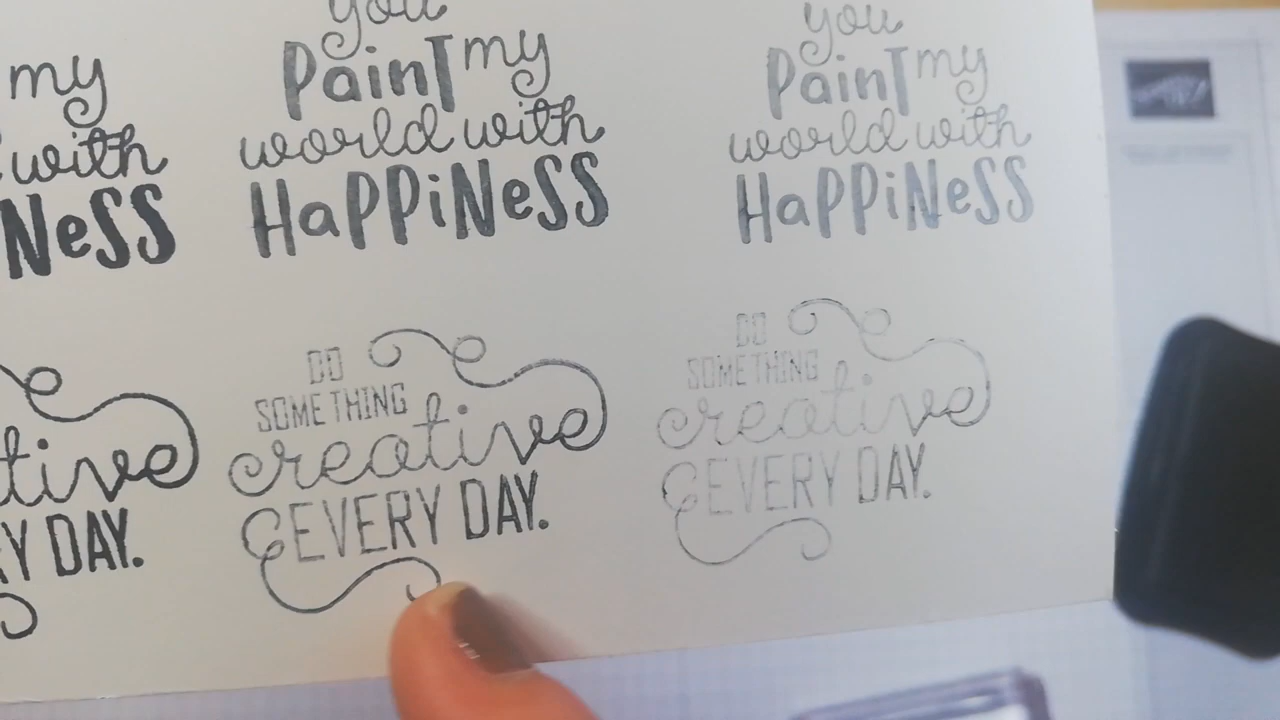 my
with
NeSS
tive
Y DAY.
you
PainT my
world with
HaPPiNeSS
DO
SOMETHING
creative
EVERY DAY.
you
PainT my
world with
HaPPiNeSS
DO
SOMETHING
creative
EVERY DAY.